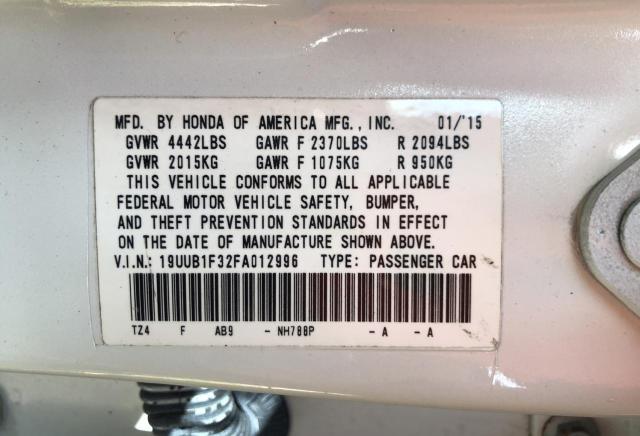 MFD. BY HONDA OF AMERICA MFG., INC. 01/'15
GVWR 4442LBS GAWR F 2370LBS R 2094LBS
GVWR 2015KG GAWR F 1075KG R 950KG
THIS VEHICLE CONFORMS TO ALL APPLICABLE
FEDERAL MOTOR VEHICLE SAFETY, BUMPER,
AND THEFT PREVENTION STANDARDS IN EFFECT
ON THE DATE OF MANUFACTURE SHOWN ABOVE.
V.I.N.: 19UUB1F32FA012996 TYPE: PASSENGER CAR
TZ4 F AB9 - NH788P - A - A